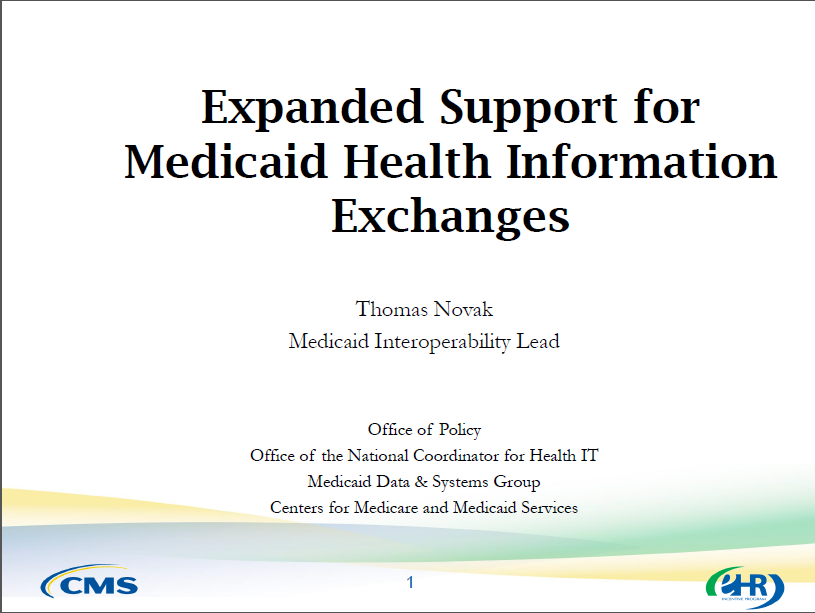 Expanded Support for
Medicaid Health Information
Exchanges
Thomas Novak
Medicaid Interoperability Lead
Office of Policy
Office of the National Coordinator for Health IT
Medicaid Data & Systems Group
Centers for Medicare and Medicaid Services
CMS
1
eHR
INCENTIVE PROGRAM